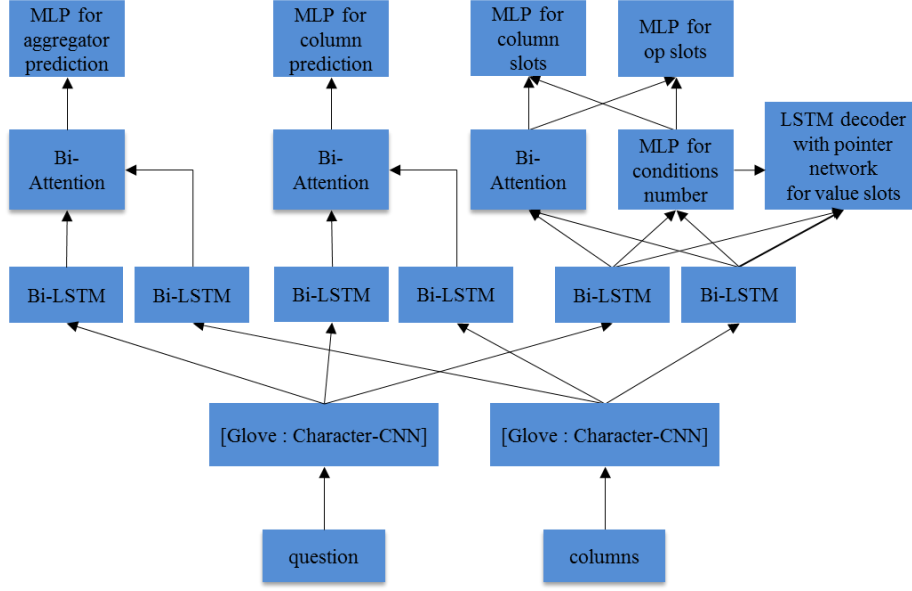 MLP for
aggregator
prediction
MLP for
column
prediction
MLP for
column
slots
MLP for
op slots
Bi-
Attention
Bi-
Attention
Bi-
Attention
MLP for
conditions
number
LSTM decoder
with pointer
network
for value slots
Bi-LSTM
Bi-LSTM
Bi-LSTM
Bi-LSTM
Bi-LSTM
Bi-LSTM
[Glove : Character-CNN]
[Glove : Character-CNN]
question
columns